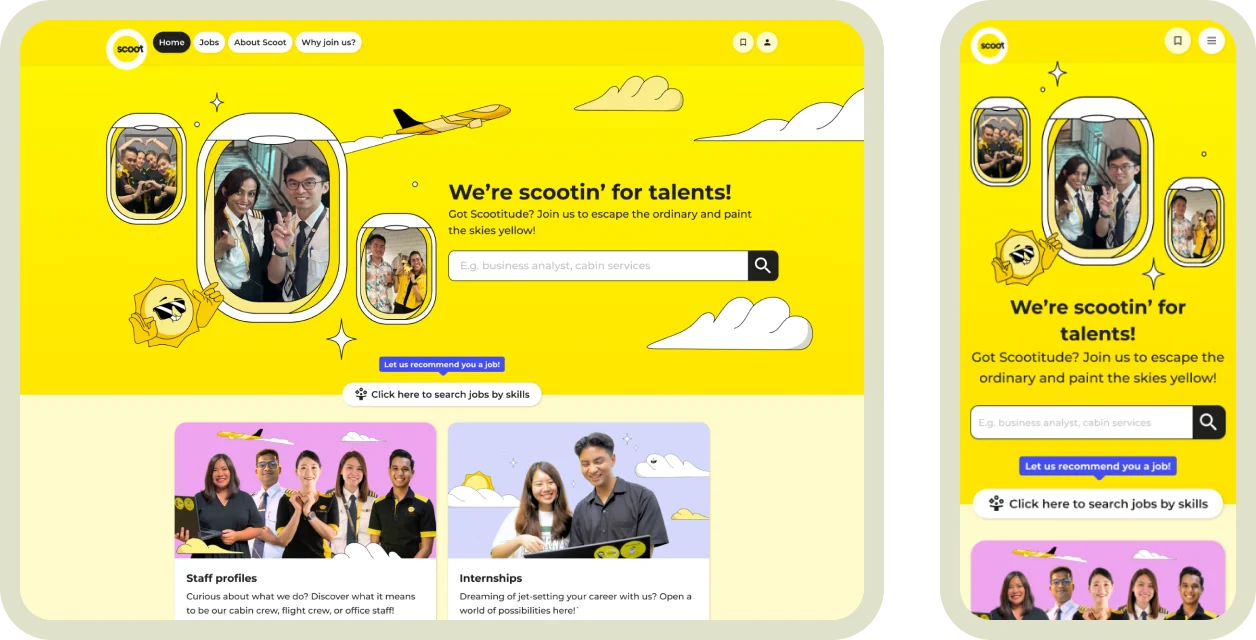 scoot
Home
Jobs
About Scoot
Why join us?
We’re scootin’ for talents!
Got Scootitude? Join us to escape the ordinary and paint
the skies yellow!
E.g. business analyst, cabin services
Let us recommend you a job!
Click here to search jobs by skills
Staff profiles
Curious about what we do? Discover what it means
to be our cabin crew, flight crew, or office staff!
Internships
Dreaming of jet-setting your career with us? Open a
world of possibilities here!`
scoot
We’re scootin’ for
talents!
Got Scootitude? Join us to escape the
ordinary and paint the skies yellow!
E.g. business analyst, cabin services
Let us recommend you a job!
Click here to search jobs by skills